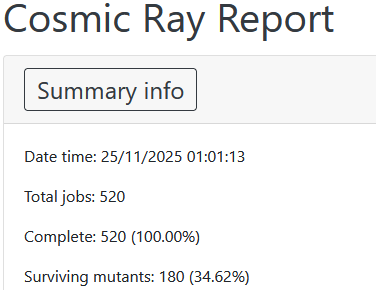 Cosmic Ray Report
Summary info
Date time: 25/11/2025 01:01:13
Total jobs: 520
Complete: 520 (100.00%)
Surviving mutants: 180 (34.62%)